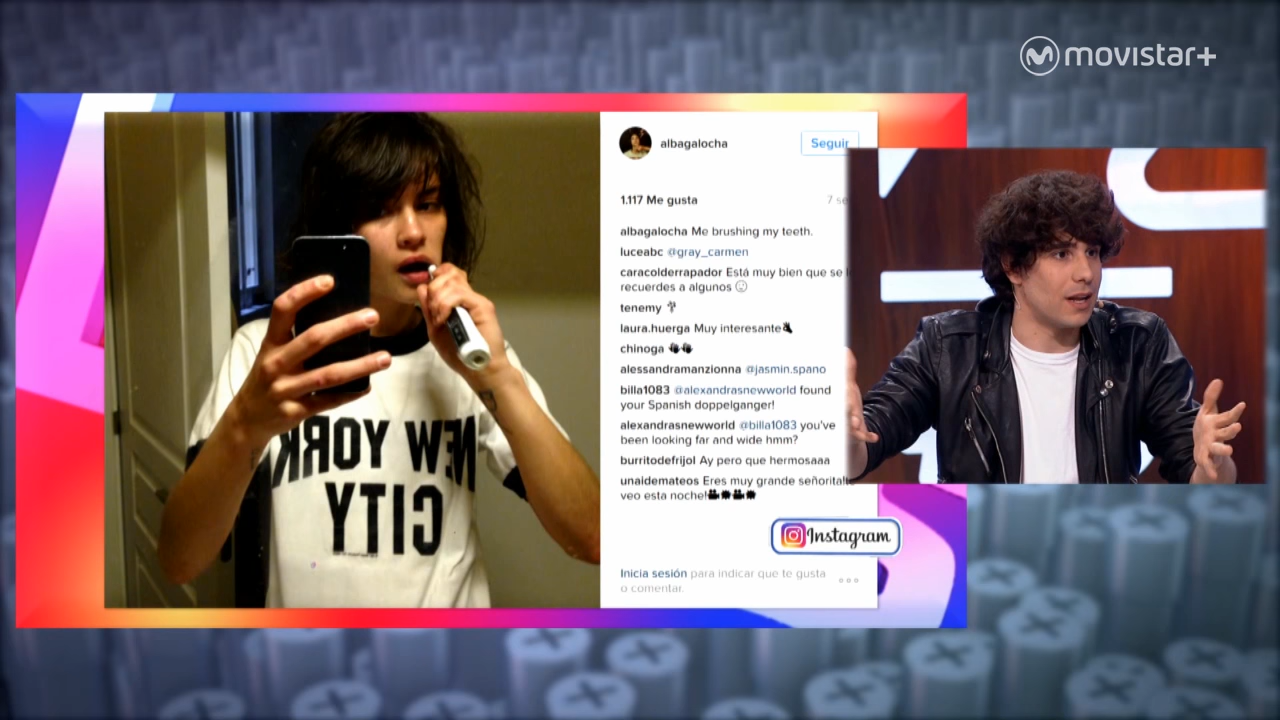 movistar+
albagalocha
Seguir
1.117 Me gusta
7 se
albagalocha Me brushing my teeth.
luceabc @gray_carmen
caracolderrapador Está muy bien que se l
recuerdes a algunos
tenemy
laura.huerga Muy interesante
chinoga
alessandramanzionna @jasmin.spano
billa1083 @alexandrasnewworld found
your Spanish doppelganger!
alexandrasnewworld @billa1083 you've
been looking far and wide hmm?
burritodefrijol Ay pero que hermosaaa
unaidemateos Eres muy grande señorita!
veo esta noche!
Instagram
Inicia sesión para indicar que te gusta
o comentar.
NEW YORK
CITY